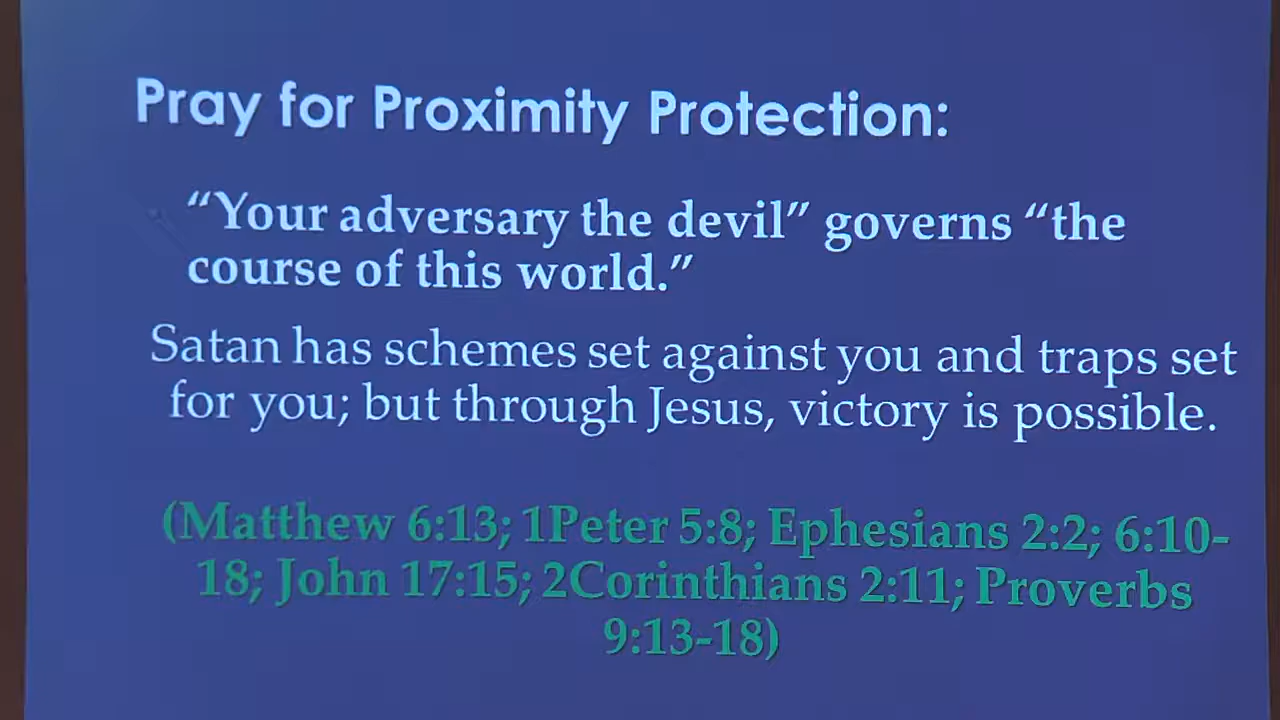 Pray for Proximity Protection:
“Your adversary the devil” governs “the
course of this world.”
Satan has schemes set against you and traps set
for you; but through Jesus, victory is possible.
(Matthew 6:13; 1Peter 5:8; Ephesians 2:2; 6:10-
18; John 17:15; 2Corinthians 2:11; Proverbs
9:13-18)